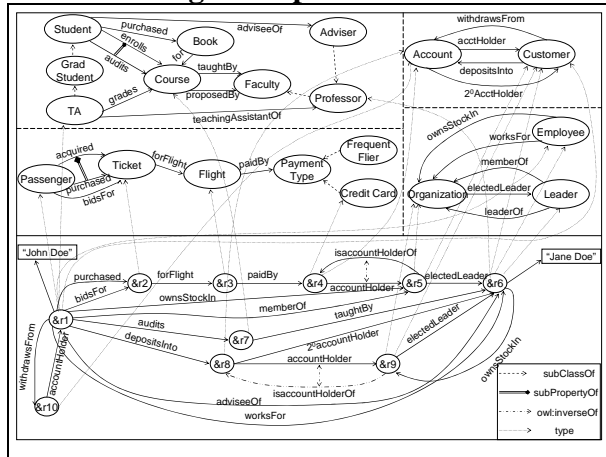 Student
purchased
enrolls
audits
Book
for
adviseeOf
Adviser
Grad
Student
Course
taughtBy
proposedBy
Faculty
TA
grades
teachingAssistantOf
Professor
withdrawsFrom
Account
acctHolder
Customer
depositsInto
2ºAcctHolder
Passenger
acquired
purchased
bidsFor
Ticket
forFlight
Flight
paidBy
Payment
Type
Frequent
Flier
Credit Card
ownsStockIn
Employee
worksFor
memberOf
Organization
electedLeader
Leader
leaderOf
"John Doe"
"Jane Doe"
purchased
bidsFor
&r2
forFlight
&r3
paidBy
&r4
isaccountHolderOf
accountHolder
&r5
electedLeader
&r6
ownsStockIn
memberOf
taughtBy
&r1
audits
&r7
depositsInto
2ºaccountHolder
electedLeader
&r8
accountHolder
&r9
isaccountHolderOf
ownsStockIn
withdrawsFrom
accountHolder
&r10
adviseeOf
worksFor
subClassOf
subPropertyOf
owl:inverseOf
type